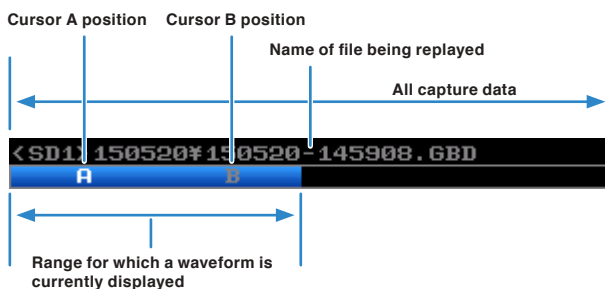 Cursor A position Cursor B position
Name of file being replayed
All capture data
<SD1>150520¥150520-145908.GBD
A B
Range for which a waveform is
currently displayed